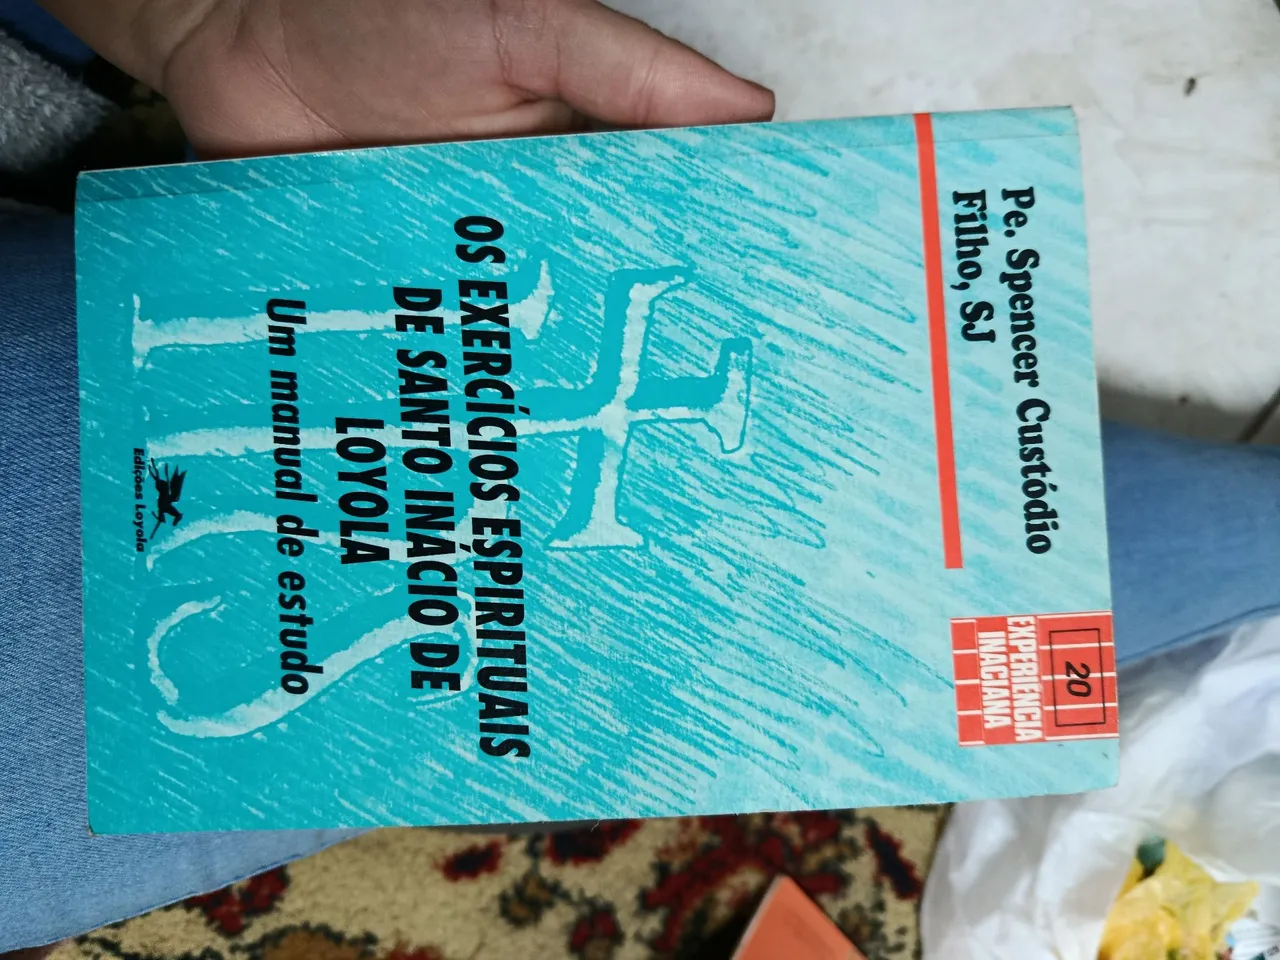 Pe. Spencer Custódio
Filho, SJ
20
EXPERIENCIA
INACIANA
OS EXERCÍCIOS ESPIRITUAIS
DE SANTO INÁCIO DE
LOYOLA
Um manual de estudo
Edições Loyola